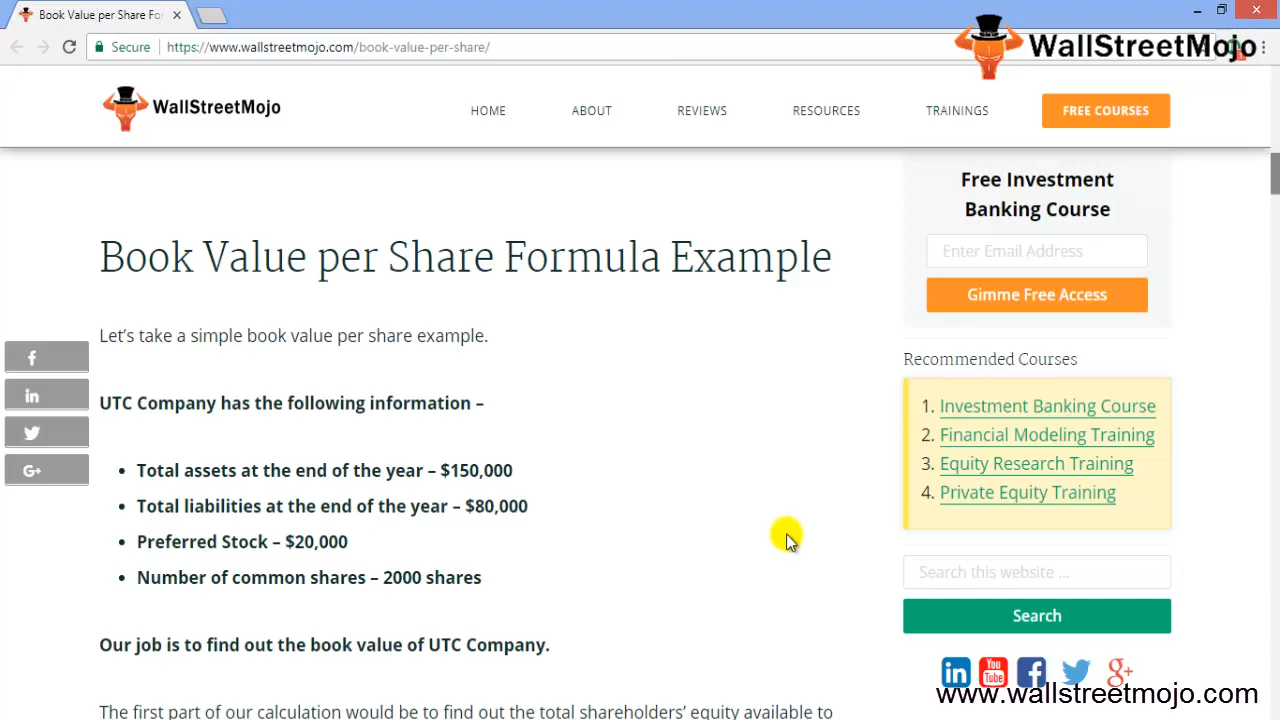 Book Value per Share Fo
Secure
https://www.wallstreetmojo.com/book-value-per-share/
WallStreetMojo
WallStreetMojo
HOME
ABOUT
REVIEWS
RESOURCES
TRAININGS
FREE COURSES
Book Value per Share Formula Example
Let’s take a simple book value per share example.
UTC Company has the following information –
• Total assets at the end of the year – $150,000
• Total liabilities at the end of the year – $80,000
• Preferred Stock – $20,000
• Number of common shares – 2000 shares
Our job is to find out the book value of UTC Company.
The first part of our calculation would be to find out the total shareholders’ equity available to
Free Investment
Banking Course
Enter Email Address
Gimme Free Access
Recommended Courses
1. Investment Banking Course
2. Financial Modeling Training
3. Equity Research Training
4. Private Equity Training
Search this website ...
Search
in
You
Tube
www.wallstreetmojo.com